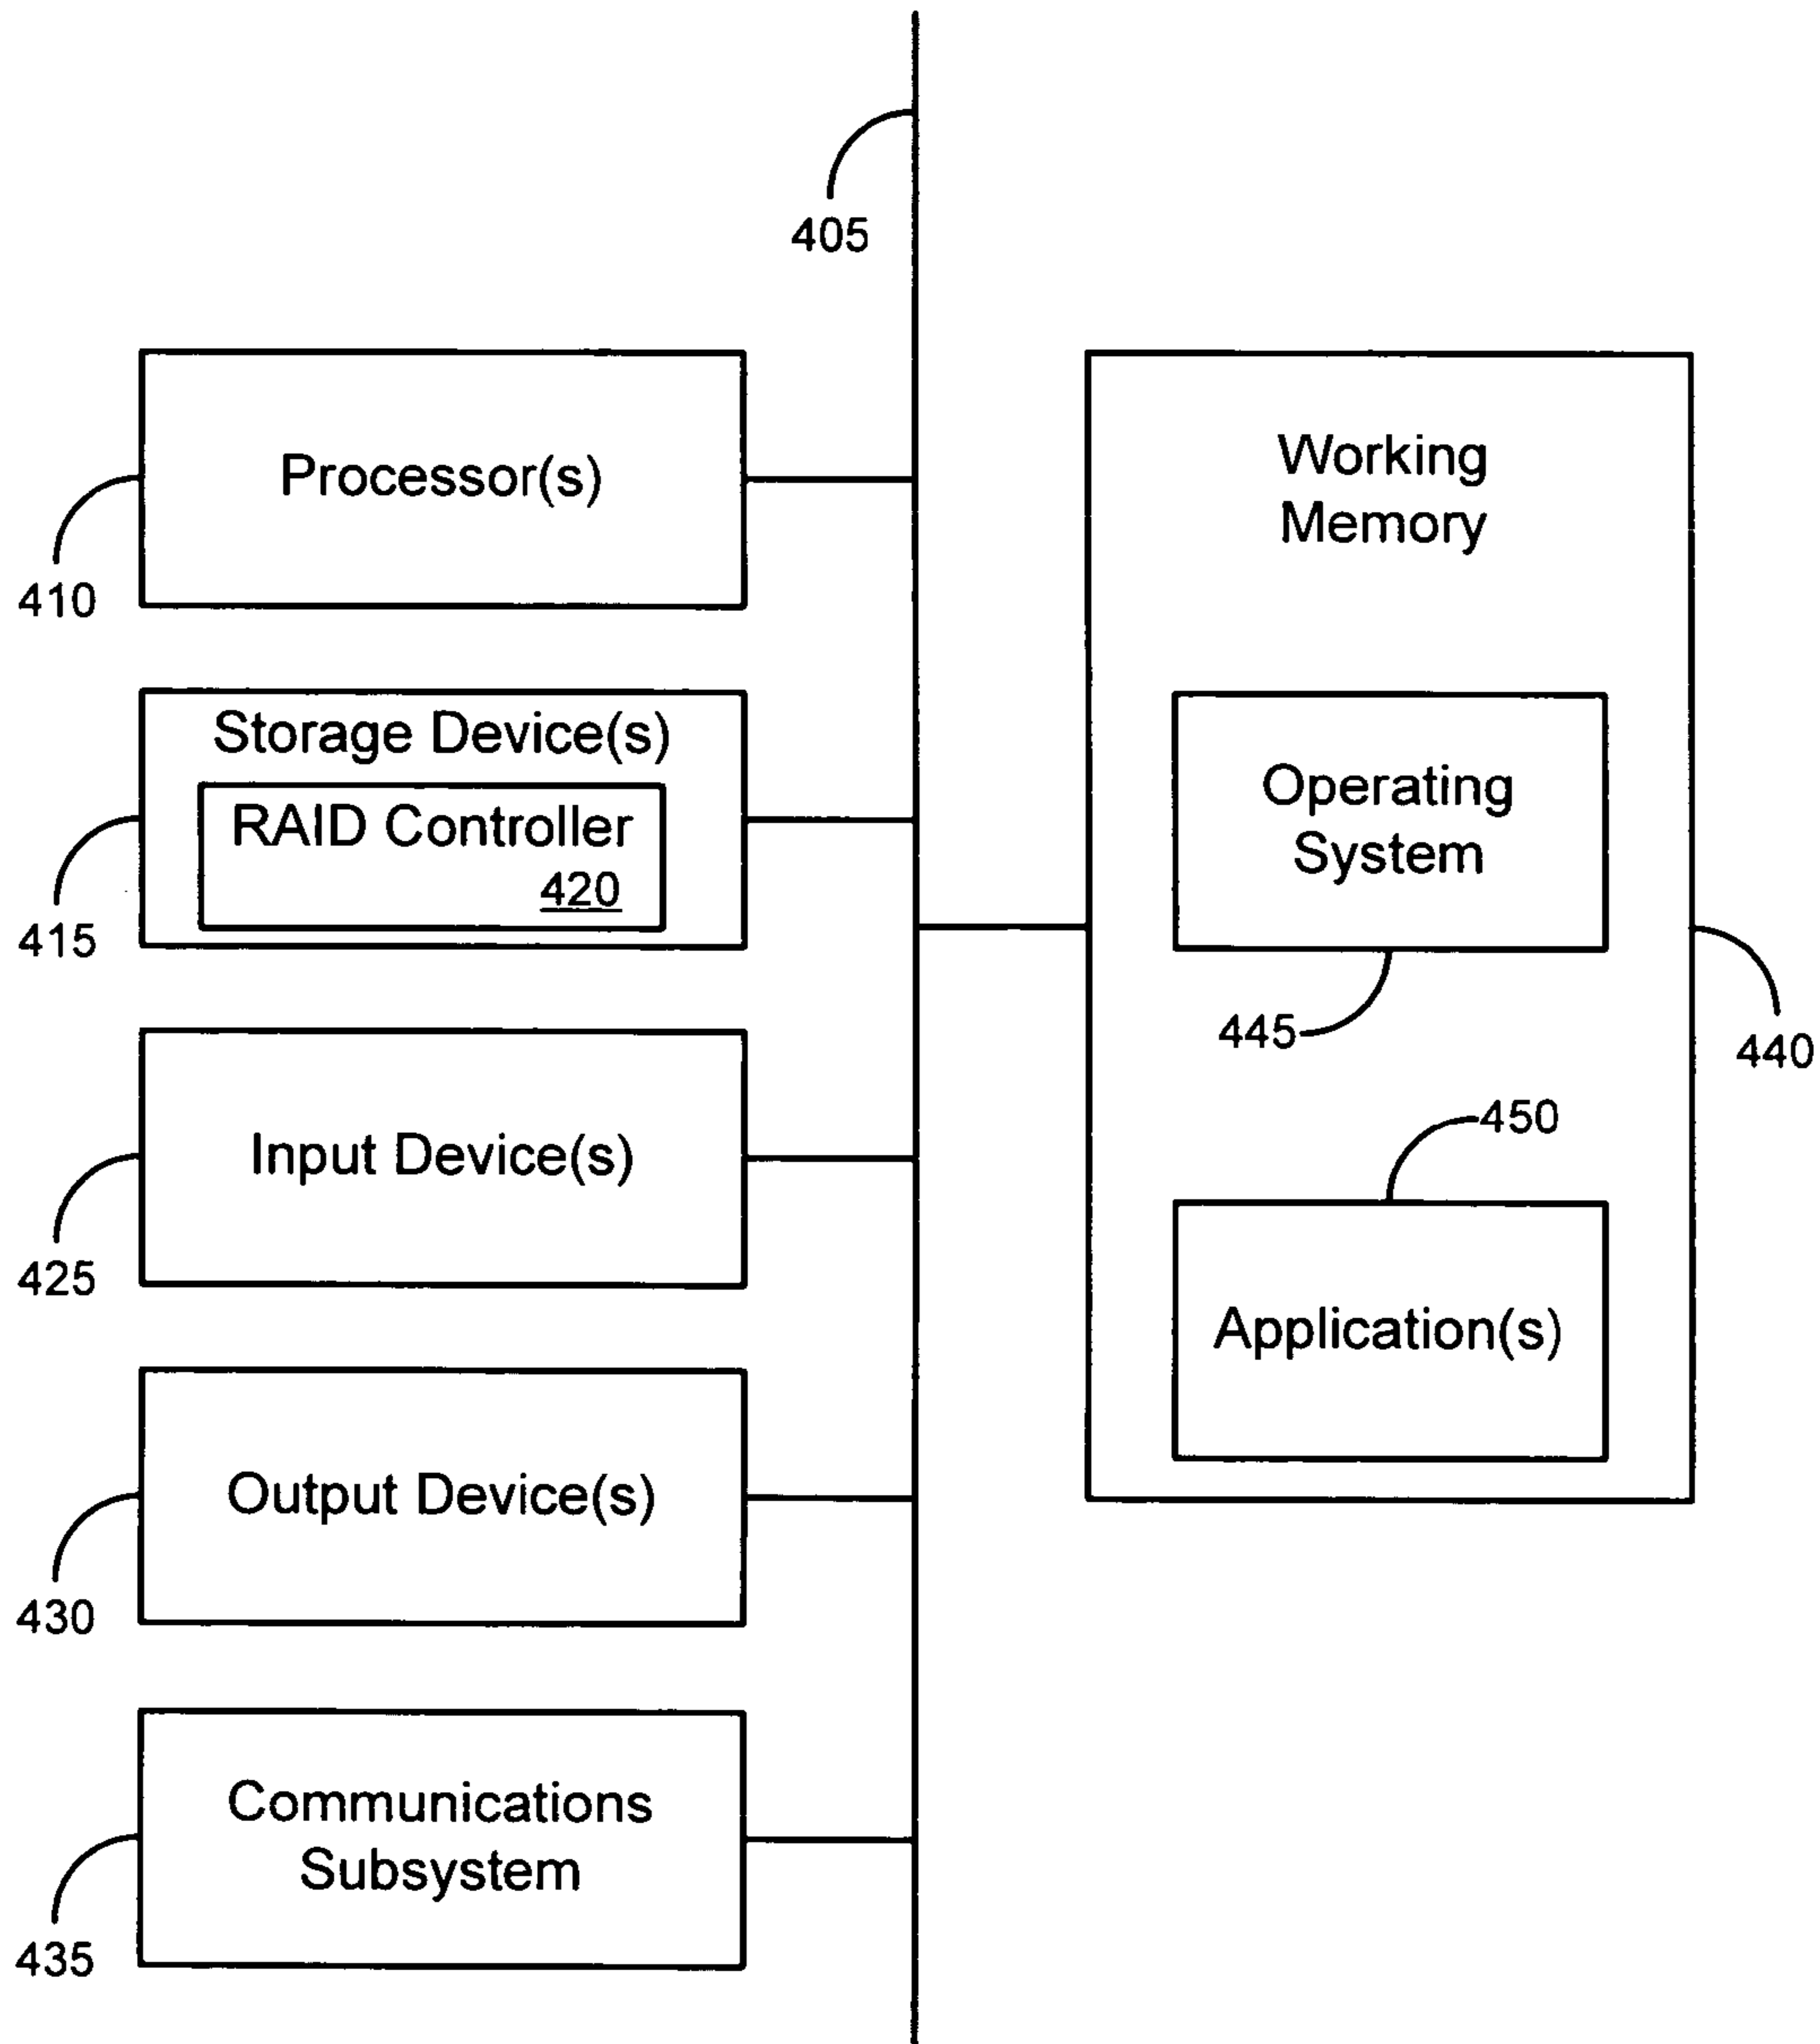 405
Processor(s)
410
Storage Device(s)
RAID Controller
420
415
Input Device(s)
425
Output Device(s)
430
Communications
Subsystem
435
Working
Memory
Operating
System
445
440
450
Application(s)